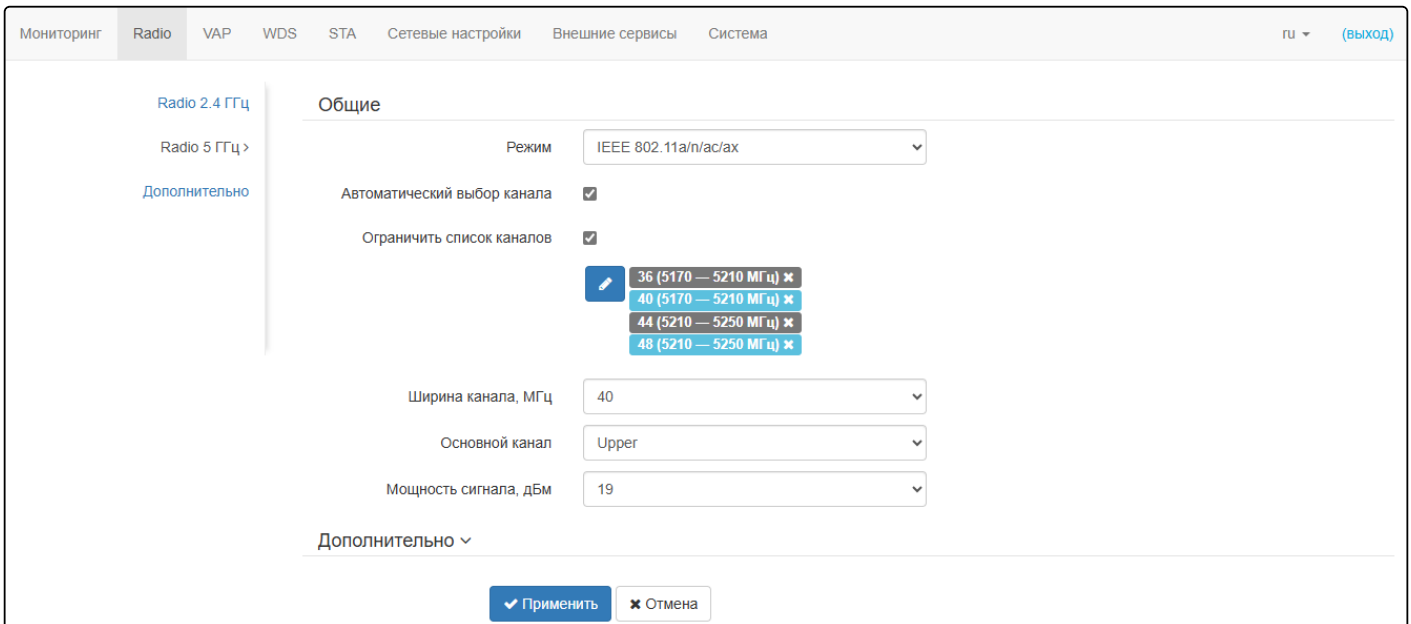 Мониторинг Radio VAP WDS STA Сетевые настройки Внешние сервисы Система ru (выход)
Radio 2.4 ГГц
Radio 5 ГГц
Дополнительно
Общие
Режим IEEE 802.11a/n/ac/ax
Автоматический выбор канала
Ограничить список каналов
36 (5170 — 5210 МГц)
40 (5170 — 5210 МГц)
44 (5210 — 5250 МГц)
48 (5210 — 5250 МГц)
Ширина канала, МГц 40
Основной канал Upper
Мощность сигнала, дБм 19
Дополнительно
Применить Отмена